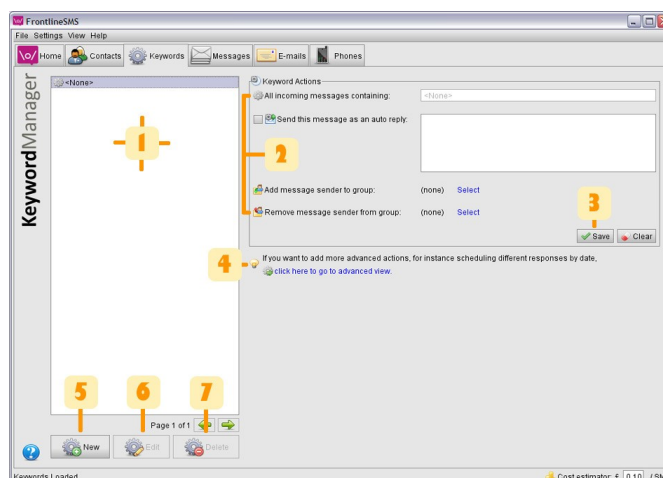 FrontlineSMS
File Settings View Help
\o/ Home Contacts Keywords Messages E-mails Phones
KeywordManager
<None>
Keyword Actions
All incoming messages containing: <None>
Send this message as an auto reply:
1
2
Add message sender to group: (none) Select
3
Remove message sender from group: (none) Select
Save Clear
4
If you want to add more advanced actions, for instance scheduling different responses by date,
click here to go to advanced view.
5 6 7
Page 1 of 1
? New Edit Delete
Keywords Loaded Cost estimator: £ 0.10 / SM